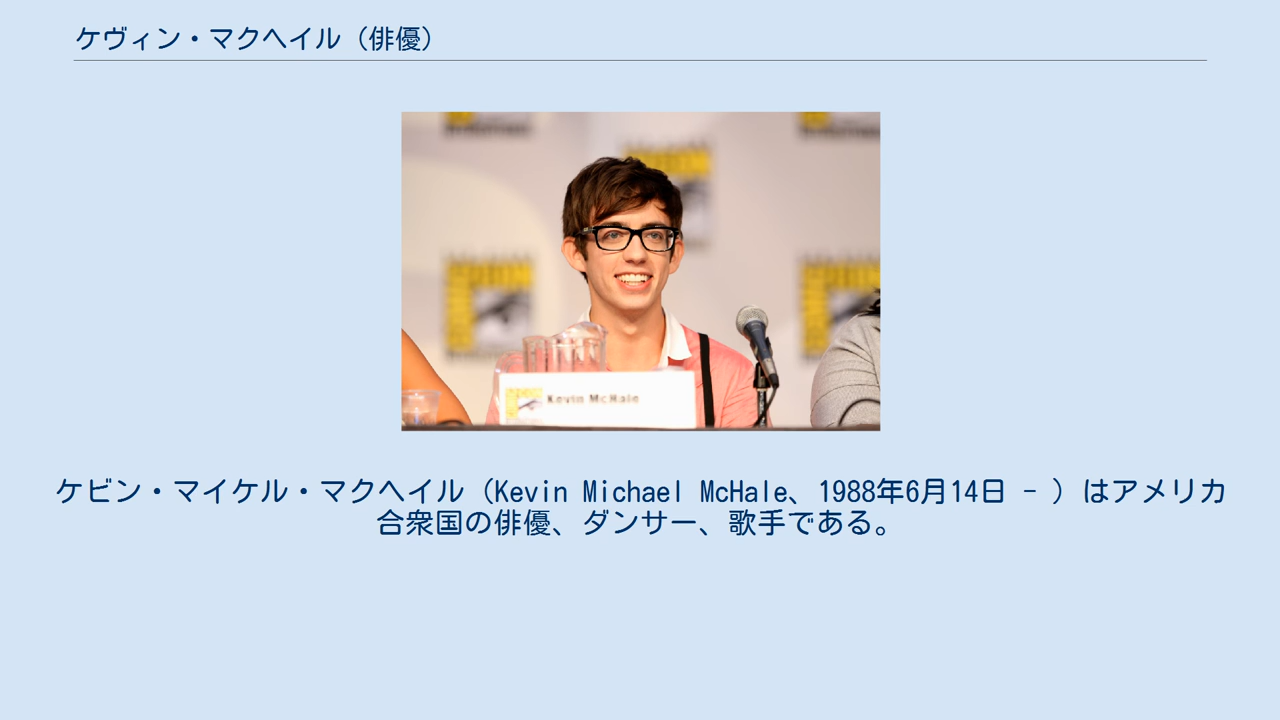 ケヴィン・マクヘイル（俳優）
Kevin McHale
ケビン・マイケル・マクヘイル（Kevin Michael McHale、1988年6月14日 - ）はアメリカ
合衆国の俳優、ダンサー、歌手である。